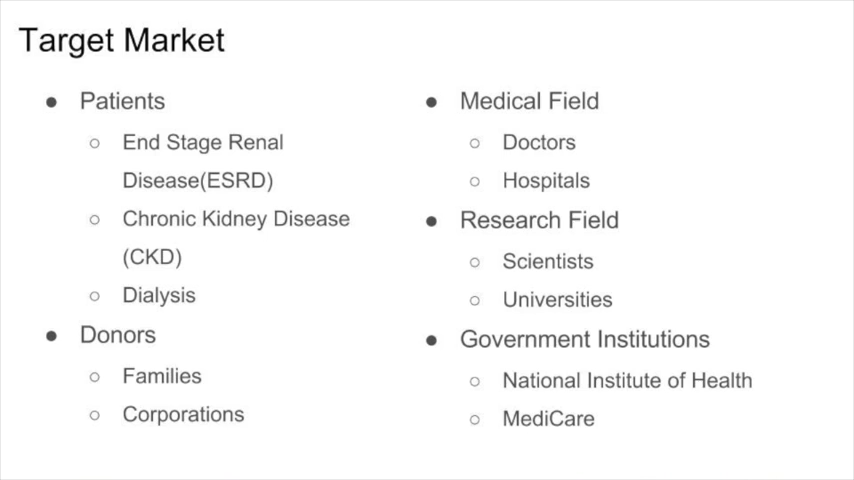 Target Market
● Patients
○ End Stage Renal
Disease(ESRD)
○ Chronic Kidney Disease
(CKD)
○ Dialysis
● Donors
○ Families
○ Corporations
● Medical Field
○ Doctors
○ Hospitals
● Research Field
○ Scientists
○ Universities
● Government Institutions
○ National Institute of Health
○ MediCare